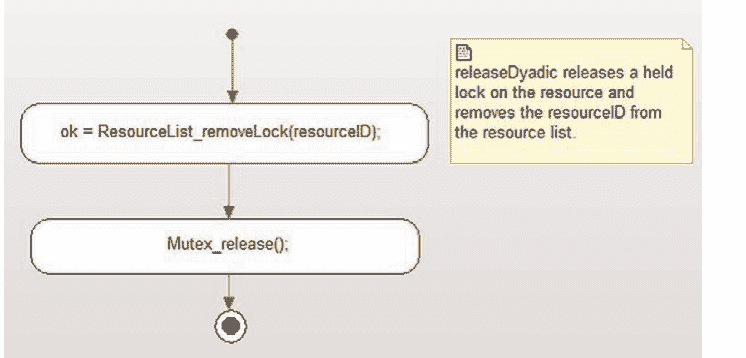 releaseDyadic releases a held
lock on the resource and
removes the resourceID from
the resource list.
ok = ResourceList_removeLock(resourceID);
Mutex_release();